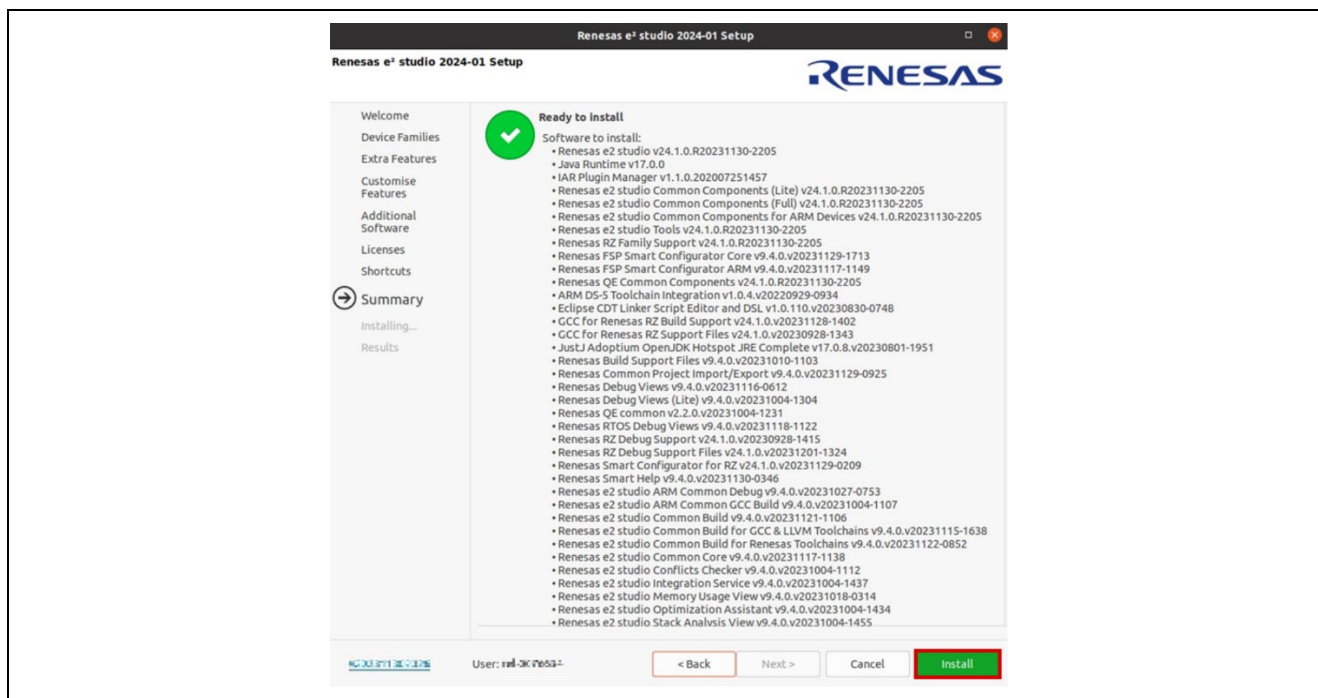 Renesas e² studio 2024-01 Setup
Renesas e² studio 2024-01 Setup
RENESAS
Welcome
Device Families
Extra Features
Customise
Features
Additional
Software
Licenses
Shortcuts
Summary
Installing...
Results
Ready to install
Software to install:
• Renesas e2 studio v24.1.0.R20231130-2205
• Java Runtime v17.0.0
• IAR Plugin Manager v1.1.0.202007251457
• Renesas e2 studio Common Components (Lite) v24.1.0.R20231130-2205
• Renesas e2 studio Common Components (Full) v24.1.0.R20231130-2205
• Renesas e2 studio Common Components for ARM Devices v24.1.0.R20231130-2205
• Renesas e2 studio Tools v24.1.0.R20231130-2205
• Renesas RZ Family Support v24.1.0.R20231130-2205
• Renesas FSP Smart Configurator Core v9.4.0.v20231129-1713
• Renesas FSP Smart Configurator ARM v9.4.0.v20231117-1149
• Renesas QE Common Components v24.1.0.R20231130-2205
• ARM DS-5 Toolchain Integration v1.0.4.v20220929-0934
• Eclipse CDT Linker Script Editor and DSL v1.0.110.v20230830-0748
• GCC for Renesas RZ Build Support v24.1.0.v20231128-1402
• GCC for Renesas RZ Support Files v24.1.0.v20230928-1343
• JustJ Adoptium OpenJDK Hotspot JRE Complete v17.0.8.v20230801-1951
• Renesas Build Support Files v9.4.0.v20231010-1103
• Renesas Common Project Import/Export v9.4.0.v20231129-0925
• Renesas Debug Views v9.4.0.v20231116-0612
• Renesas Debug Views (Lite) v9.4.0.v20231004-1304
• Renesas QE common v2.2.0.v20231004-1231
• Renesas RTOS Debug Views v9.4.0.v20231118-1122
• Renesas RZ Debug Support v24.1.0.v20230928-1415
• Renesas RZ Debug Support Files v24.1.0.v20231201-1324
• Renesas Smart Configurator for RZ v24.1.0.v20231129-0209
• Renesas Smart Help v9.4.0.v20231130-0346
• Renesas e2 studio ARM Common Debug v9.4.0.v20231027-0753
• Renesas e2 studio ARM Common GCC Build v9.4.0.v20231004-1107
• Renesas e2 studio Common Build v9.4.0.v20231121-1106
• Renesas e2 studio Common Build for GCC & LLVM Toolchains v9.4.0.v20231115-1638
• Renesas e2 studio Common Build for Renesas Toolchains v9.4.0.v20231122-0852
• Renesas e2 studio Common Core v9.4.0.v20231117-1138
• Renesas e2 studio Conflicts Checker v9.4.0.v20231004-1112
• Renesas e2 studio Integration Service v9.4.0.v20231004-1437
• Renesas e2 studio Memory Usage View v9.4.0.v20231018-0314
• Renesas e2 studio Optimization Assistant v9.4.0.v20231004-1434
• Renesas e2 studio Stack Analysis View v9.4.0.v20231004-1455
User:
< Back
Next >
Cancel
Install